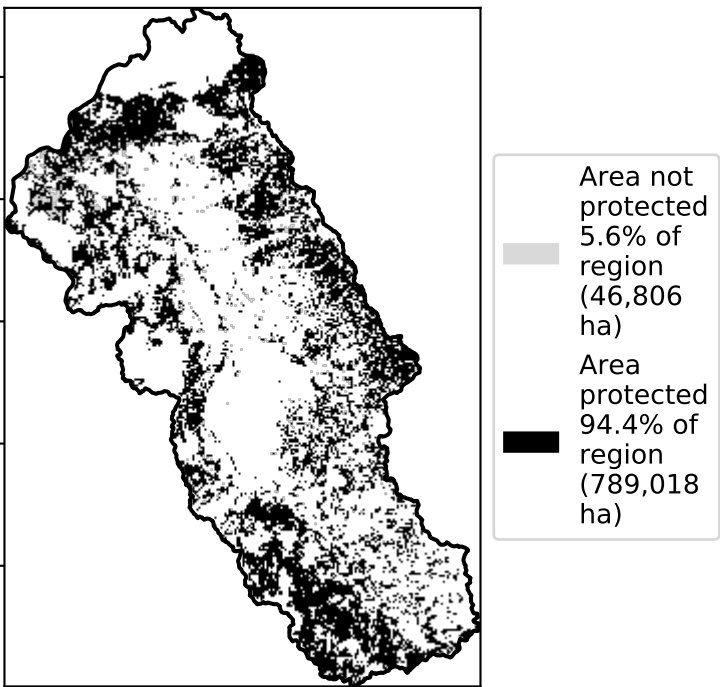 Area not
protected
5.6% of
region
(46,806
ha)
Area
protected
94.4% of
region
(789,018
ha)